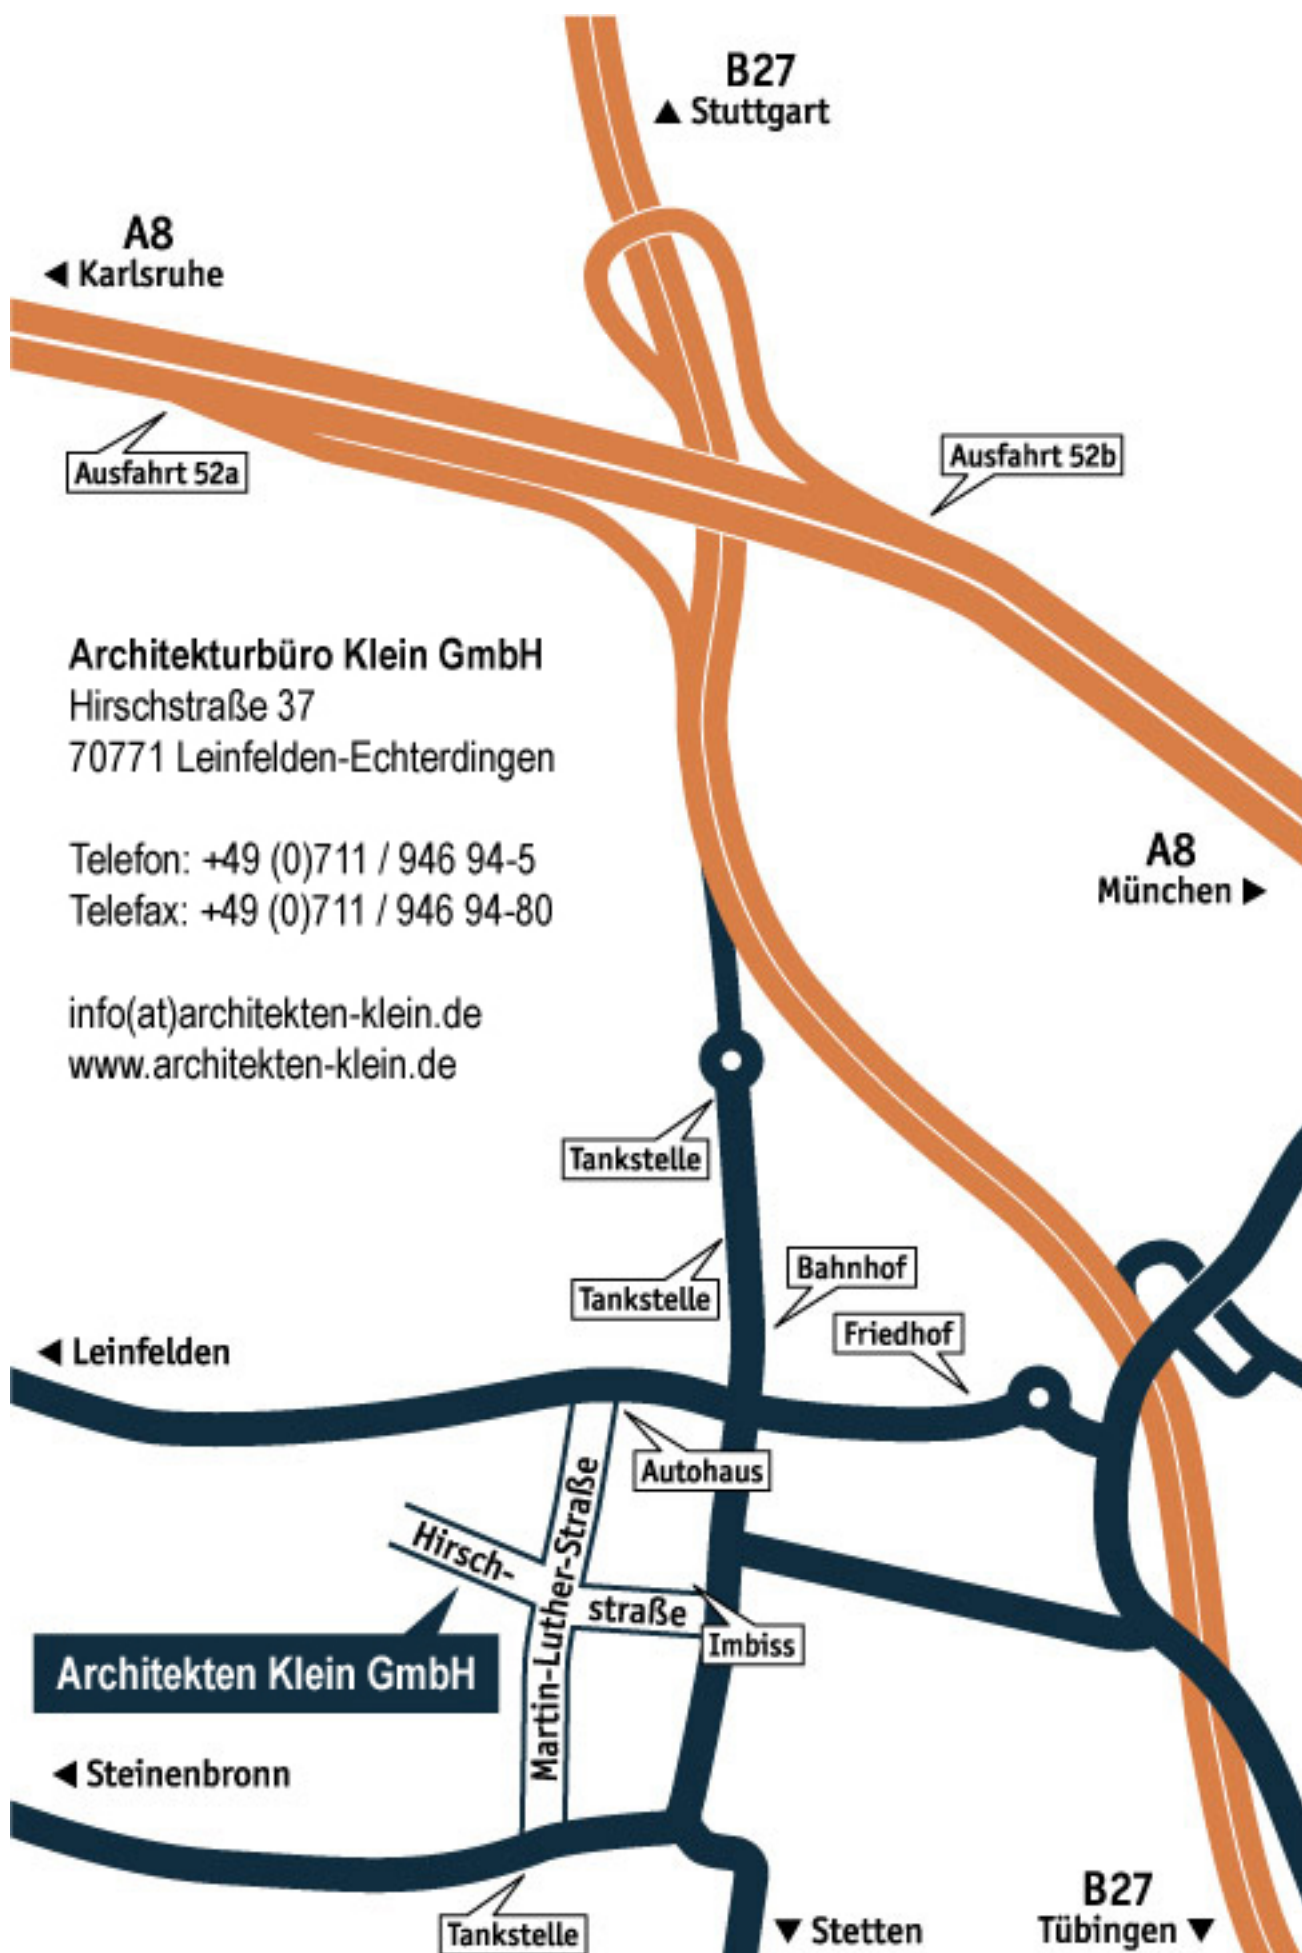 B27
▲ Stuttgart
A8
◀ Karlsruhe
Ausfahrt 52a
Ausfahrt 52b
Architekturbüro Klein GmbH
Hirschstraße 37
70771 Leinfelden-Echterdingen
Telefon: +49 (0)711 / 946 94-5
Telefax: +49 (0)711 / 946 94-80
info(at)architekten-klein.de
www.architekten-klein.de
A8
München ▶
Tankstelle
Tankstelle
Bahnhof
Friedhof
◀ Leinfelden
Autohaus
Hirsch-
straße
Martin-Luther-Straße
Imbiss
Architekten Klein GmbH
◀ Steinenbronn
Tankstelle
▼ Stetten
B27
Tübingen ▼